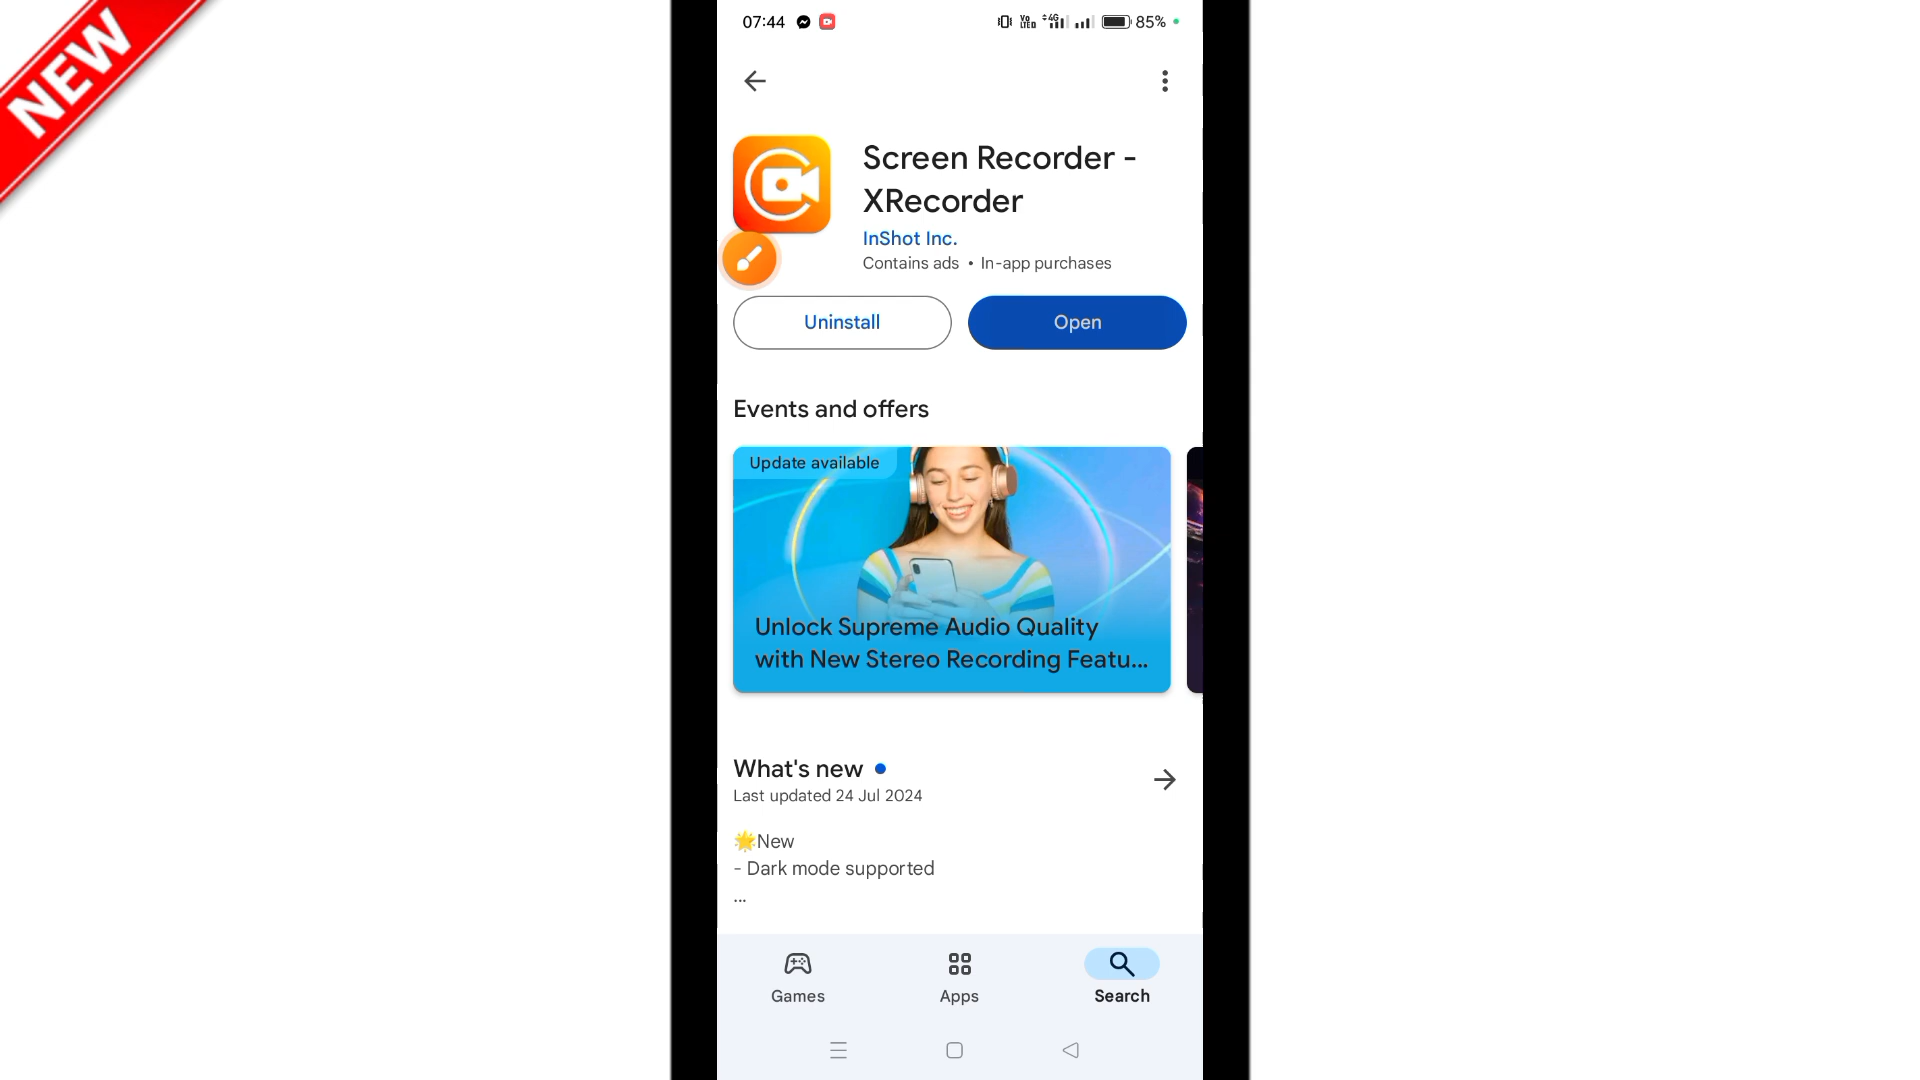 NEW
07:44
VoLTE 4G 85%
Screen Recorder -
XRecorder
InShot Inc.
Contains ads • In-app purchases
Uninstall
Open
Events and offers
Update available
Unlock Supreme Audio Quality
with New Stereo Recording Featu...
What's new
Last updated 24 Jul 2024
🌟New
- Dark mode supported
...
Games
Apps
Search